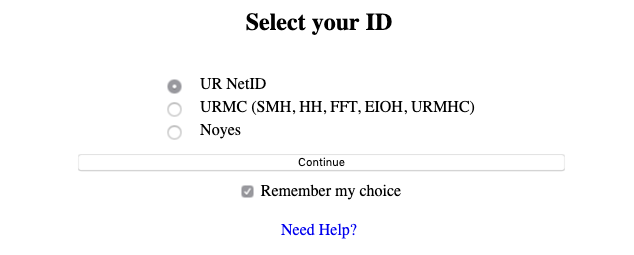 Select your ID
UR NetID
URMC (SMH, HH, FFT, EIOH, URMHC)
Noyes
Continue
Remember my choice
Need Help?